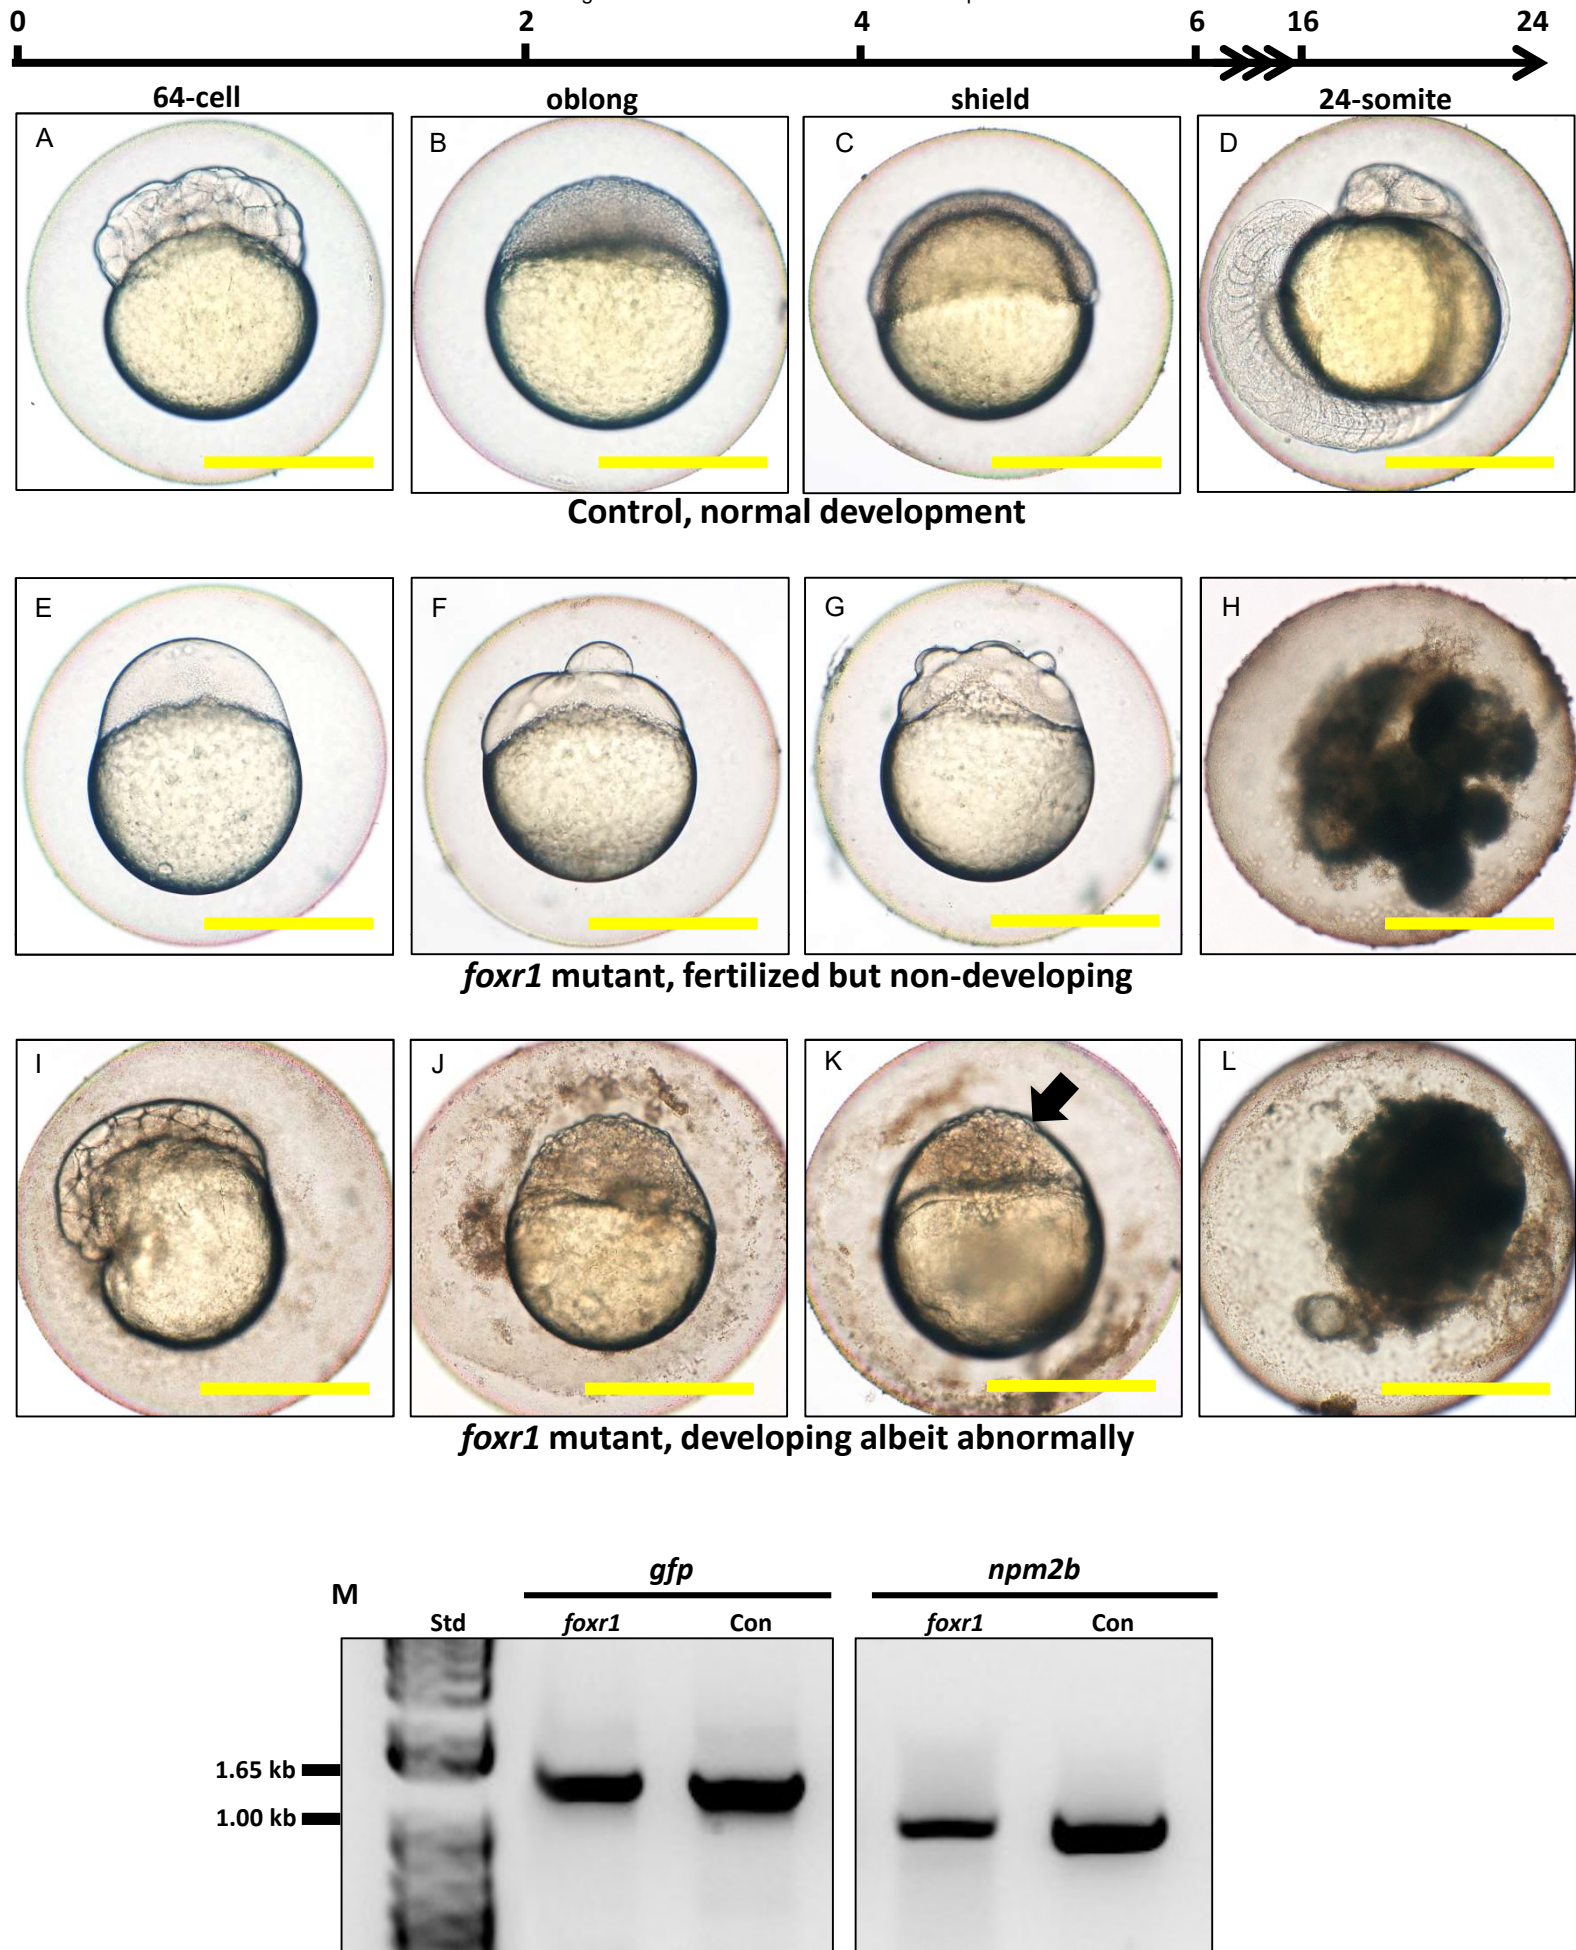 0 2 4 6 16 24
64-cell oblong shield 24-somite
A B C D
Control, normal development
E F G H
foxr1 mutant, fertilized but non-developing
I J K L
foxr1 mutant, developing albeit abnormally
M gfp npm2b
Std foxr1 Con foxr1 Con
1.65 kb
1.00 kb